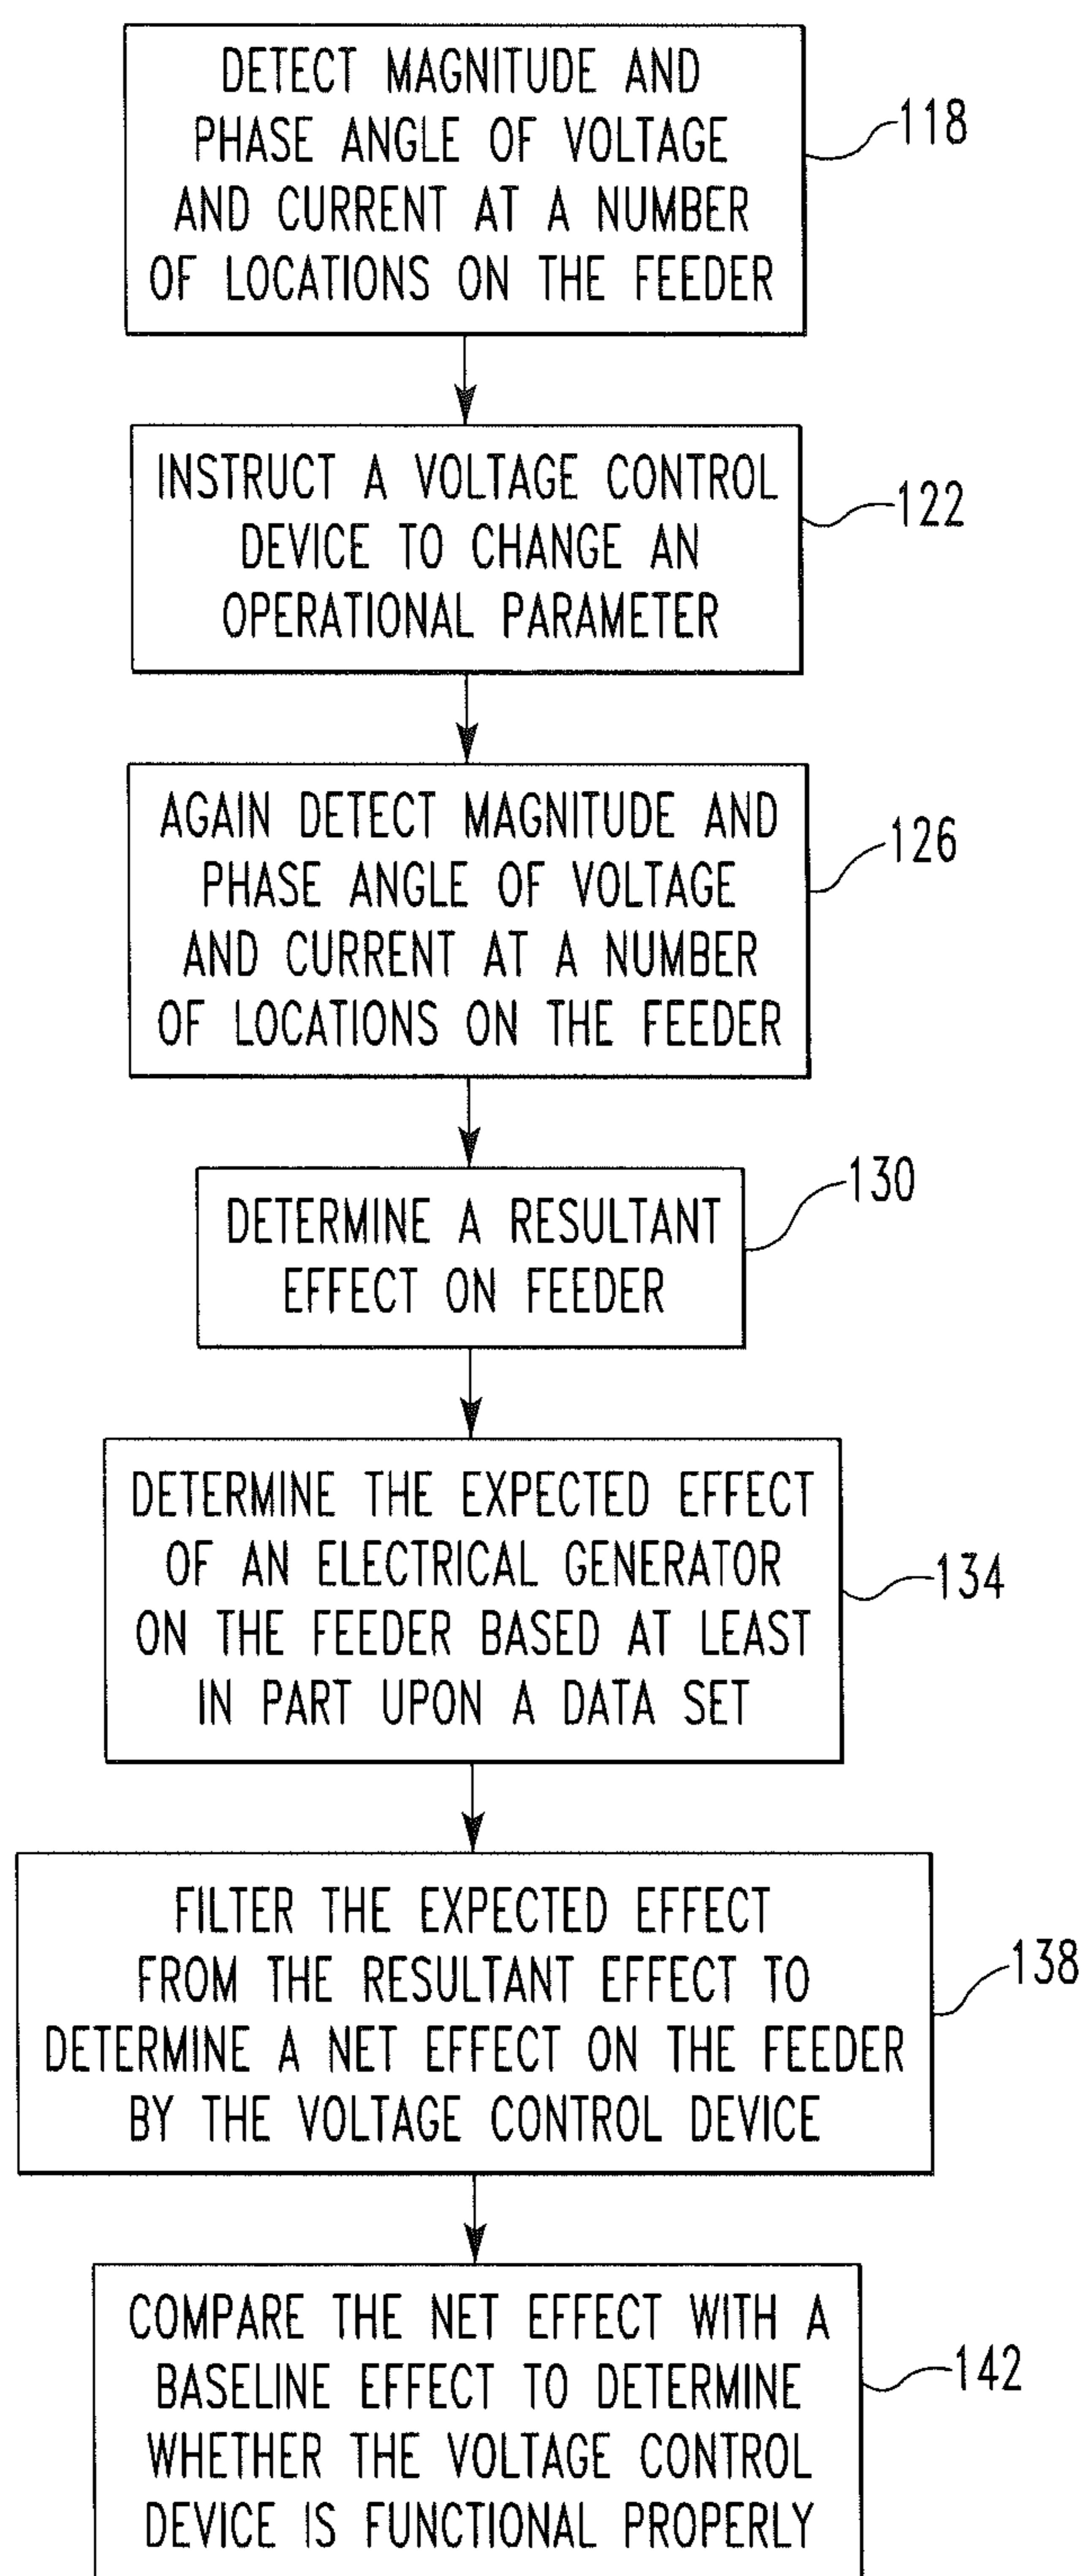 DETECT MAGNITUDE AND
PHASE ANGLE OF VOLTAGE
AND CURRENT AT A NUMBER
OF LOCATIONS ON THE FEEDER
118
INSTRUCT A VOLTAGE CONTROL
DEVICE TO CHANGE AN
OPERATIONAL PARAMETER
122
AGAIN DETECT MAGNITUDE AND
PHASE ANGLE OF VOLTAGE
AND CURRENT AT A NUMBER
OF LOCATIONS ON THE FEEDER
126
DETERMINE A RESULTANT
EFFECT ON FEEDER
130
DETERMINE THE EXPECTED EFFECT
OF AN ELECTRICAL GENERATOR
ON THE FEEDER BASED AT LEAST
IN PART UPON A DATA SET
134
FILTER THE EXPECTED EFFECT
FROM THE RESULTANT EFFECT TO
DETERMINE A NET EFFECT ON THE FEEDER
BY THE VOLTAGE CONTROL DEVICE
138
COMPARE THE NET EFFECT WITH A
BASELINE EFFECT TO DETERMINE
WHETHER THE VOLTAGE CONTROL
DEVICE IS FUNCTIONAL PROPERLY
142